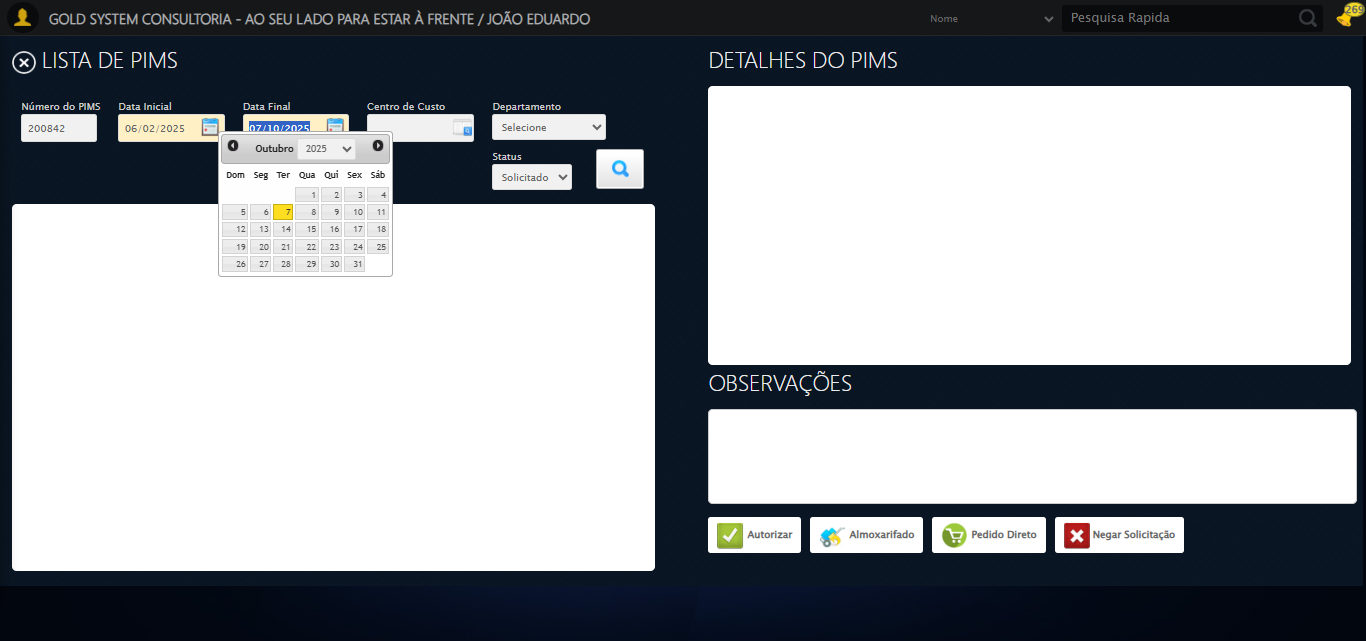 GOLD SYSTEM CONSULTORIA - AO SEU LADO PARA ESTAR À FRENTE / JOÃO EDUARDO
Nome
Pesquisa Rapida
269
LISTA DE PIMS
Número do PIMS
Data Inicial
Data Final
Centro de Custo
Departamento
200842
06/02/2025
07/10/2025
Selecione
Status
Solicitado
Outubro 2025
Dom Seg Ter Qua Qui Sex Sáb
1 2 3 4
5 6 7 8 9 10 11
12 13 14 15 16 17 18
19 20 21 22 23 24 25
26 27 28 29 30 31
DETALHES DO PIMS
OBSERVAÇÕES
Autorizar
Almoxarifado
Pedido Direto
Negar Solicitação